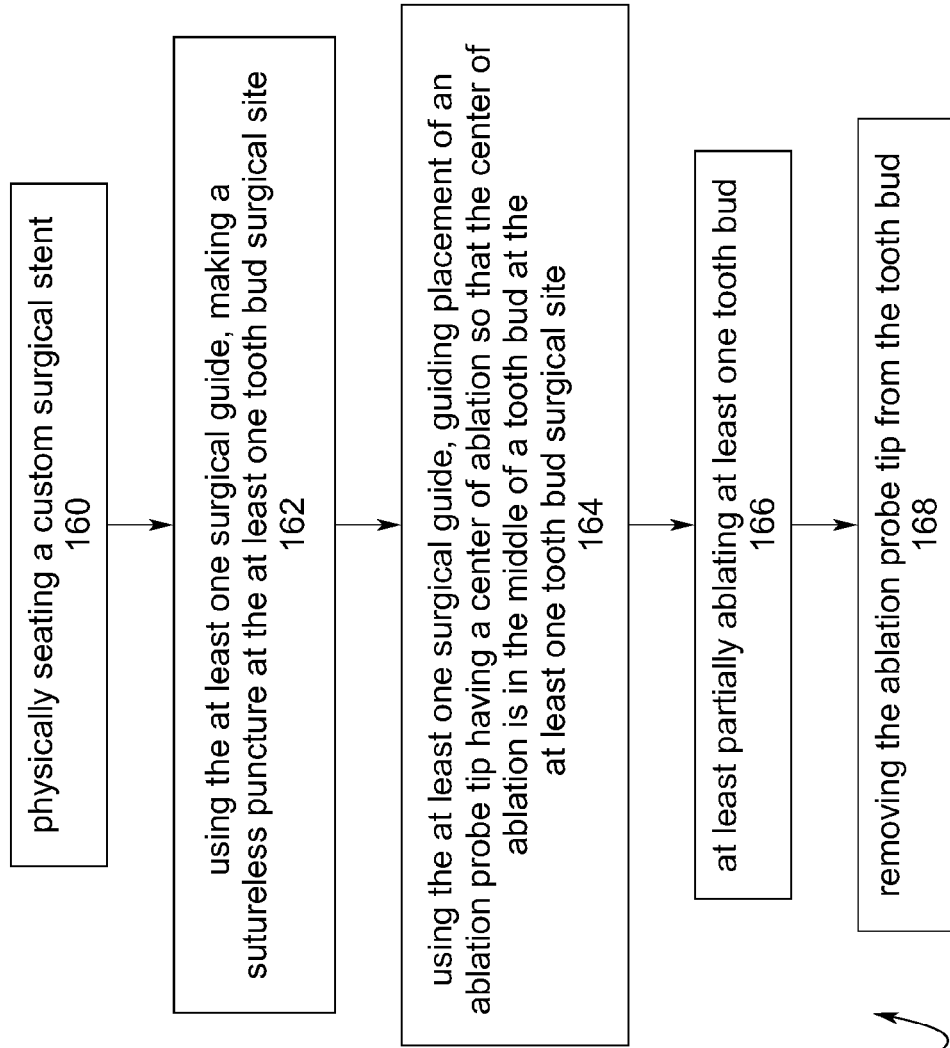 physically seating a custom surgical stent
160
using the at least one surgical guide, making a
sutureless puncture at the at least one tooth bud surgical site
162
using the at least one surgical guide, guiding placement of an
ablation probe tip having a center of ablation so that the center of
ablation is in the middle of a tooth bud at the
at least one tooth bud surgical site
164
at least partially ablating at least one tooth bud
166
removing the ablation probe tip from the tooth bud
168